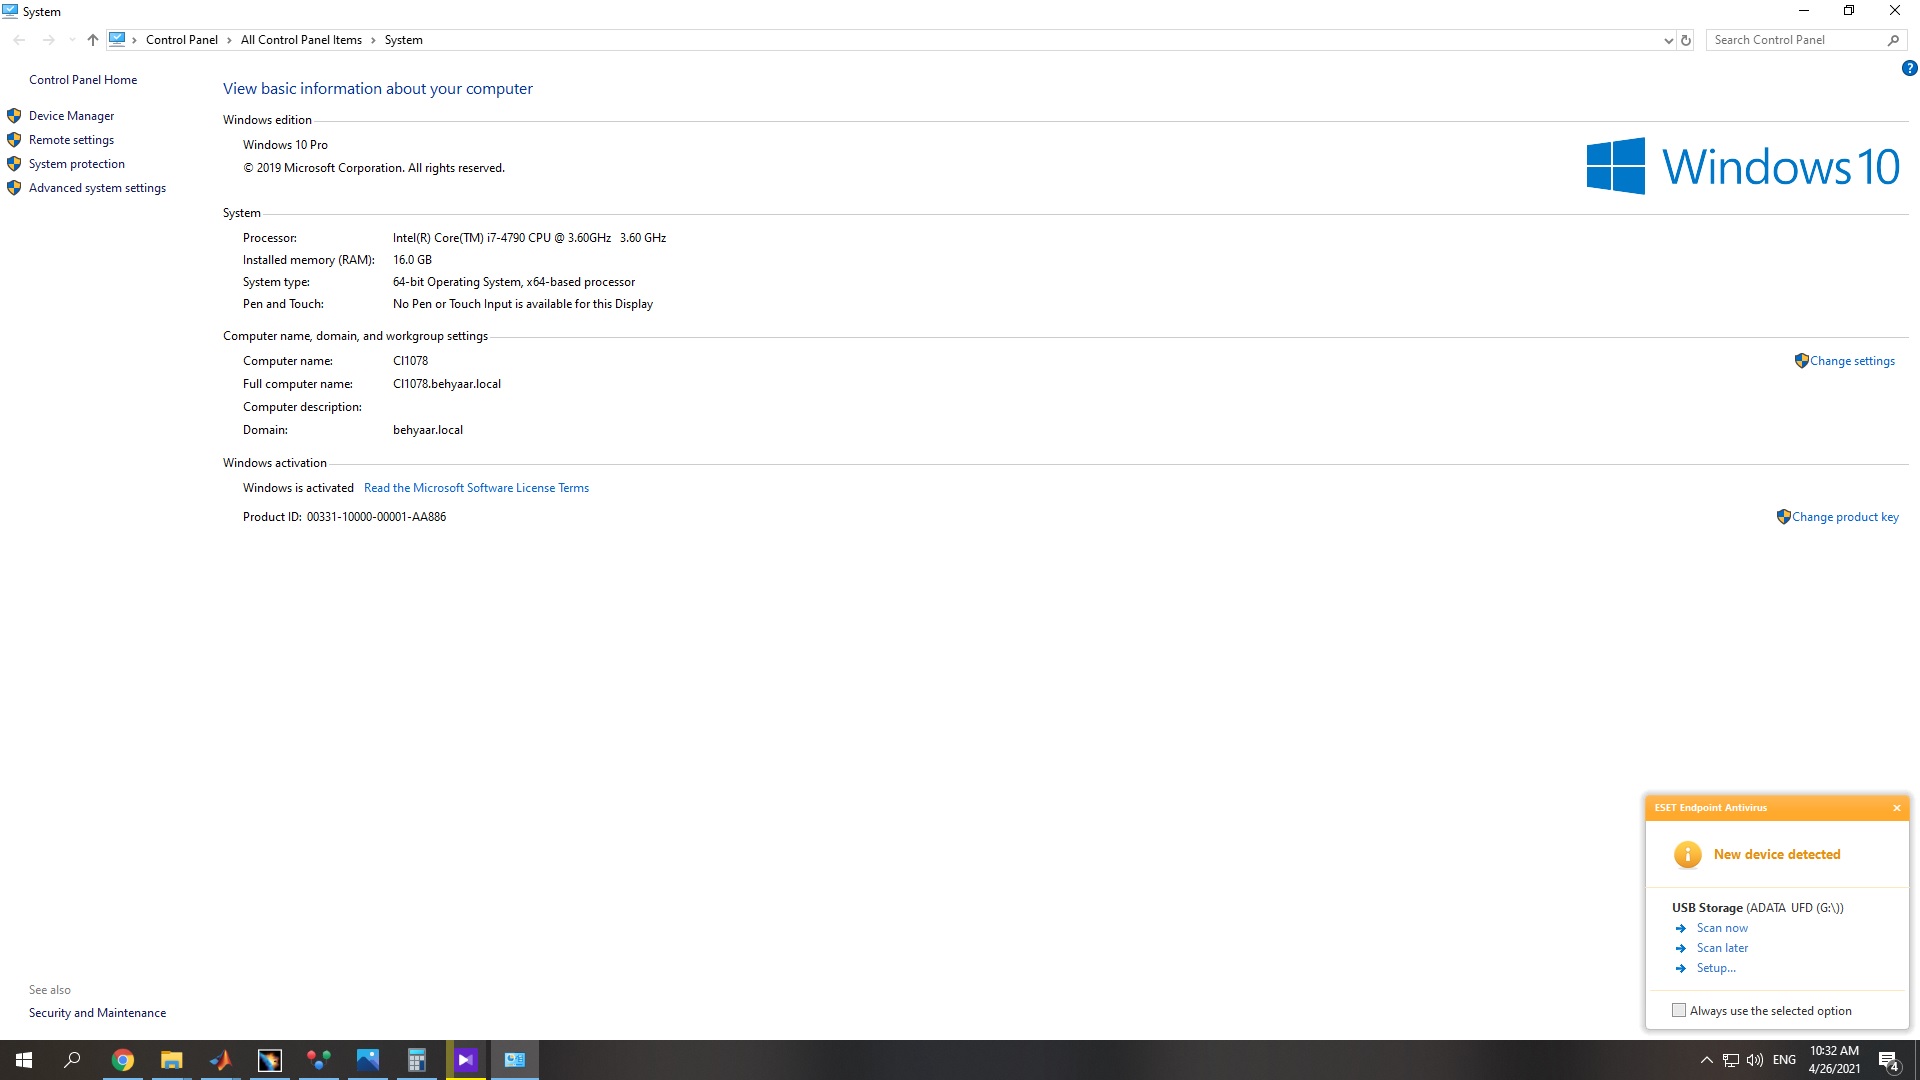 System
Control Panel > All Control Panel Items > System
Search Control Panel
Control Panel Home
Device Manager
Remote settings
System protection
Advanced system settings
View basic information about your computer
Windows edition
Windows 10 Pro
© 2019 Microsoft Corporation. All rights reserved.
Windows 10
System
Processor: Intel(R) Core(TM) i7-4790 CPU @ 3.60GHz 3.60 GHz
Installed memory (RAM): 16.0 GB
System type: 64-bit Operating System, x64-based processor
Pen and Touch: No Pen or Touch Input is available for this Display
Computer name, domain, and workgroup settings
Computer name: Cl1078
Change settings
Full computer name: Cl1078.behyaar.local
Computer description:
Domain: behyaar.local
Windows activation
Windows is activated Read the Microsoft Software License Terms
Product ID: 00331-10000-00001-AA886
Change product key
See also
Security and Maintenance
ESET Endpoint Antivirus
New device detected
USB Storage (ADATA UFD (G:\))
Scan now
Scan later
Setup...
Always use the selected option
ENG
10:32 AM
4/26/2021
4